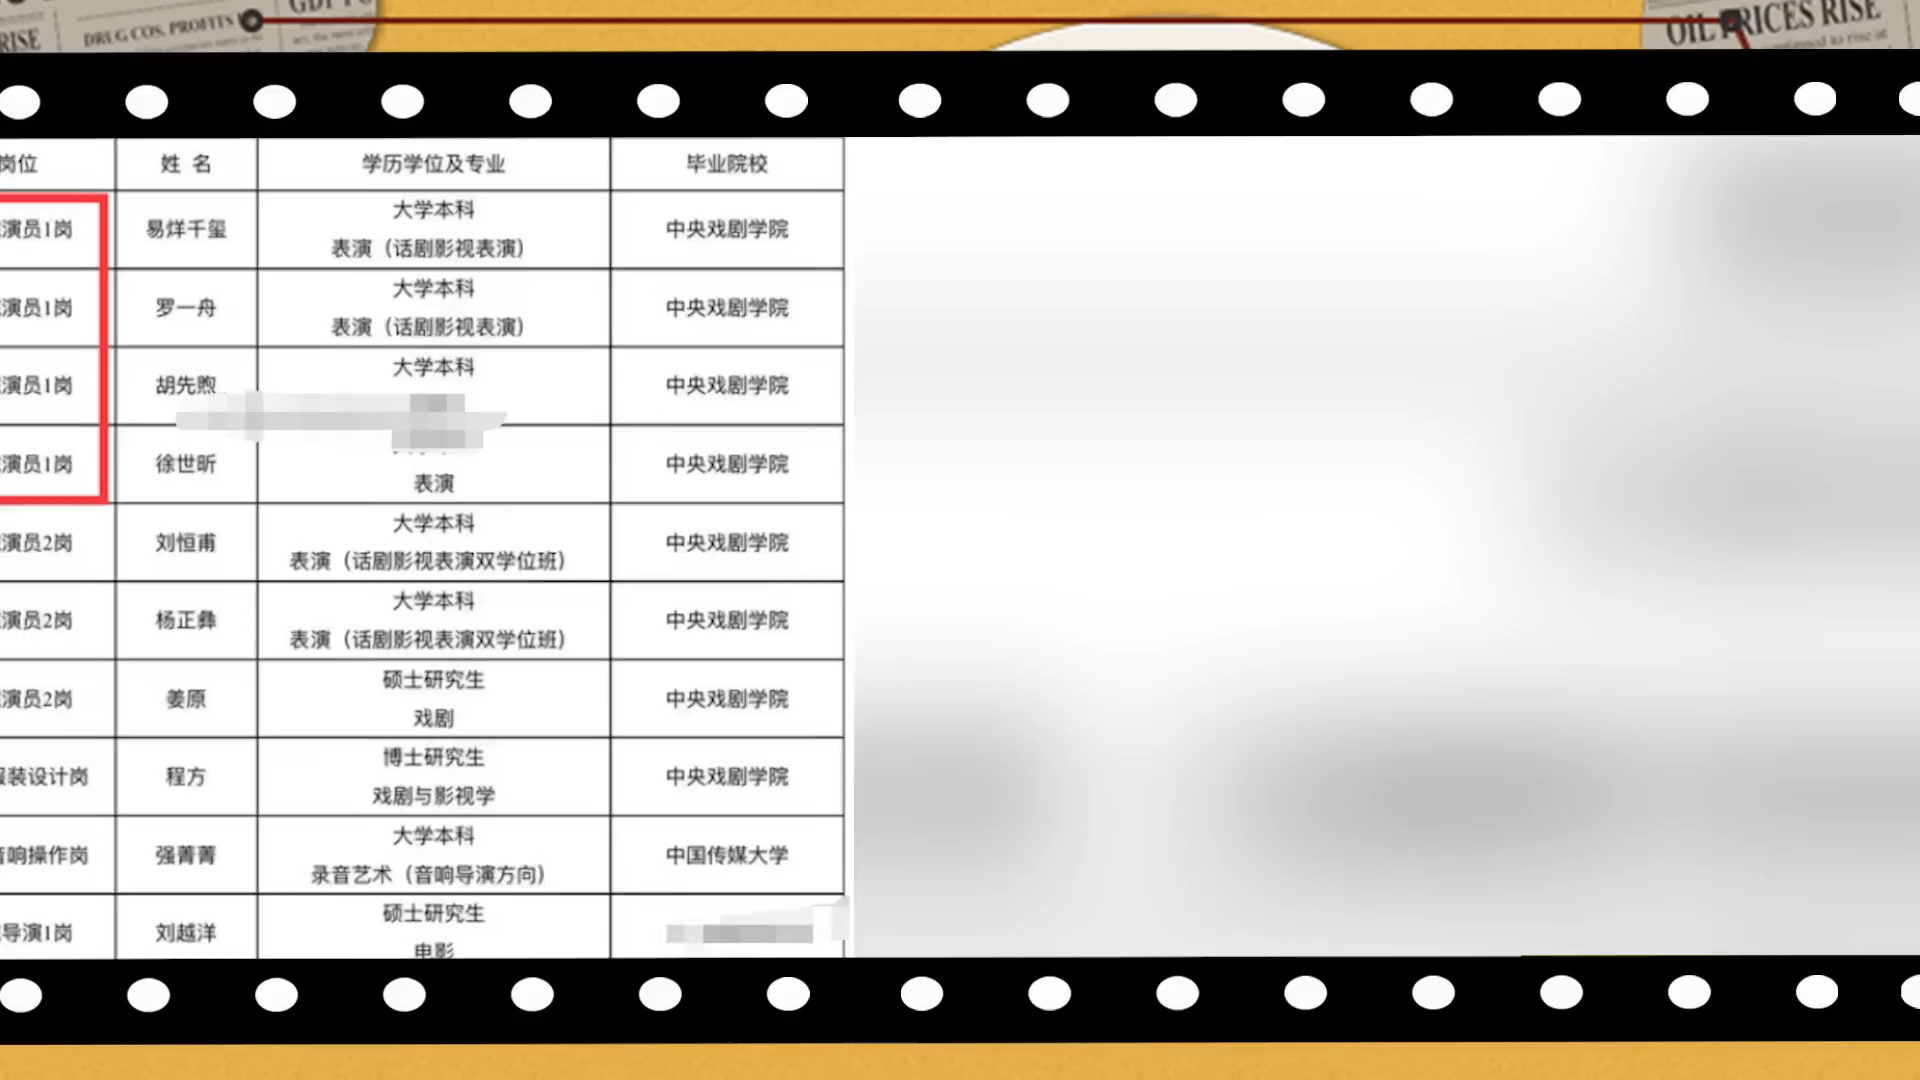 DRUG COS. PROFITS
RISE
OIL PRICES RISE
continued to rise at
岗位 姓 名 学历学位及专业 毕业院校
演员1岗 易烊千玺 大学本科 中央戏剧学院
表演（话剧影视表演）
演员1岗 罗一舟 大学本科 中央戏剧学院
表演（话剧影视表演）
演员1岗 胡先煦 大学本科 中央戏剧学院
演员1岗 徐世昕 中央戏剧学院
表演
演员2岗 刘恒甫 大学本科 中央戏剧学院
表演（话剧影视表演双学位班）
演员2岗 杨正彝 大学本科 中央戏剧学院
表演（话剧影视表演双学位班）
演员2岗 姜原 硕士研究生 中央戏剧学院
戏剧
服装设计岗 程方 博士研究生 中央戏剧学院
戏剧与影视学
音响操作岗 强菁菁 大学本科 中国传媒大学
录音艺术（音响导演方向）
导演1岗 刘越洋 硕士研究生
电影